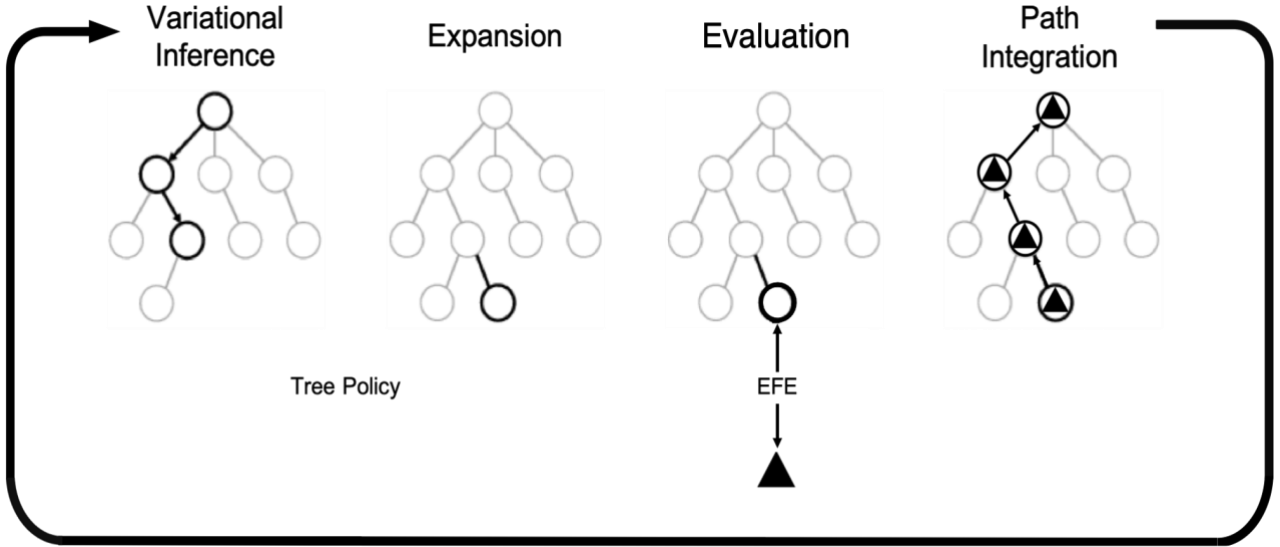 Variational
Inference
Expansion
Evaluation
Path
Integration
Tree Policy
EFE